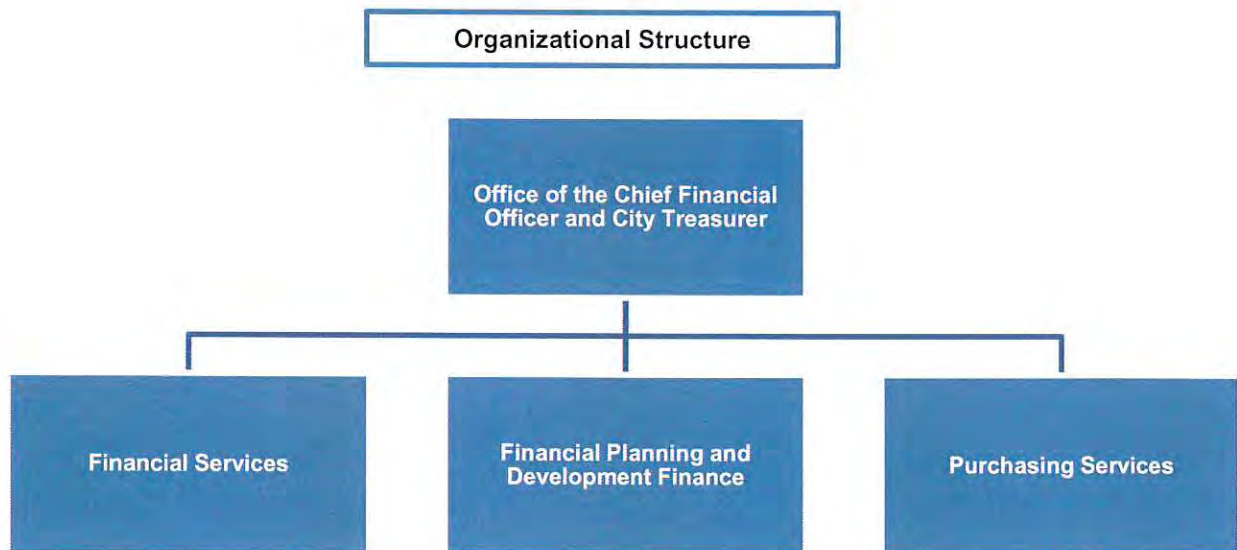 Organizational Structure
Office of the Chief Financial
Officer and City Treasurer
Financial Services
Financial Planning and
Development Finance
Purchasing Services